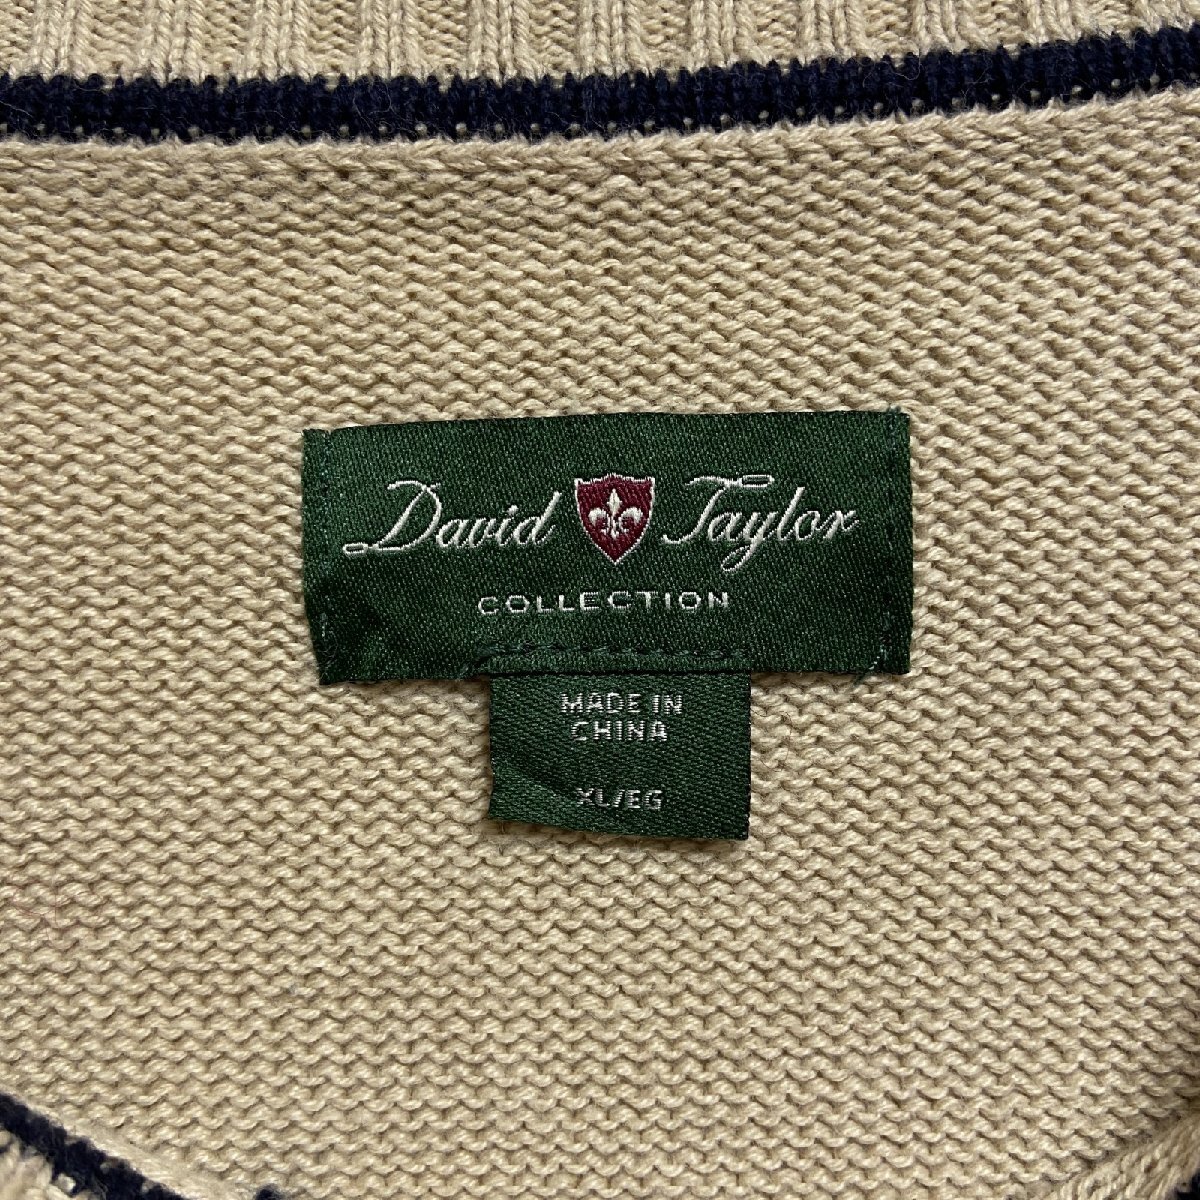 David Taylor
COLLECTION
MADE IN
CHINA
XL/EG